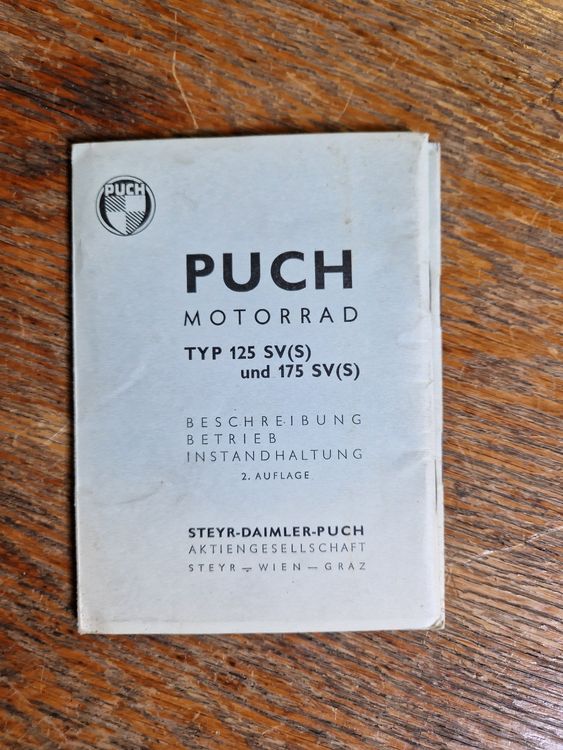 PUCH
PUCH
MOTORRAD
TYP 125 SV(S)
und 175 SV(S)
BESCHREIBUNG
BETRIEB
INSTANDHALTUNG
2. AUFLAGE
STEYR-DAIMLER-PUCH
AKTIENGESELLSCHAFT
STEYR — WIEN — GRAZ